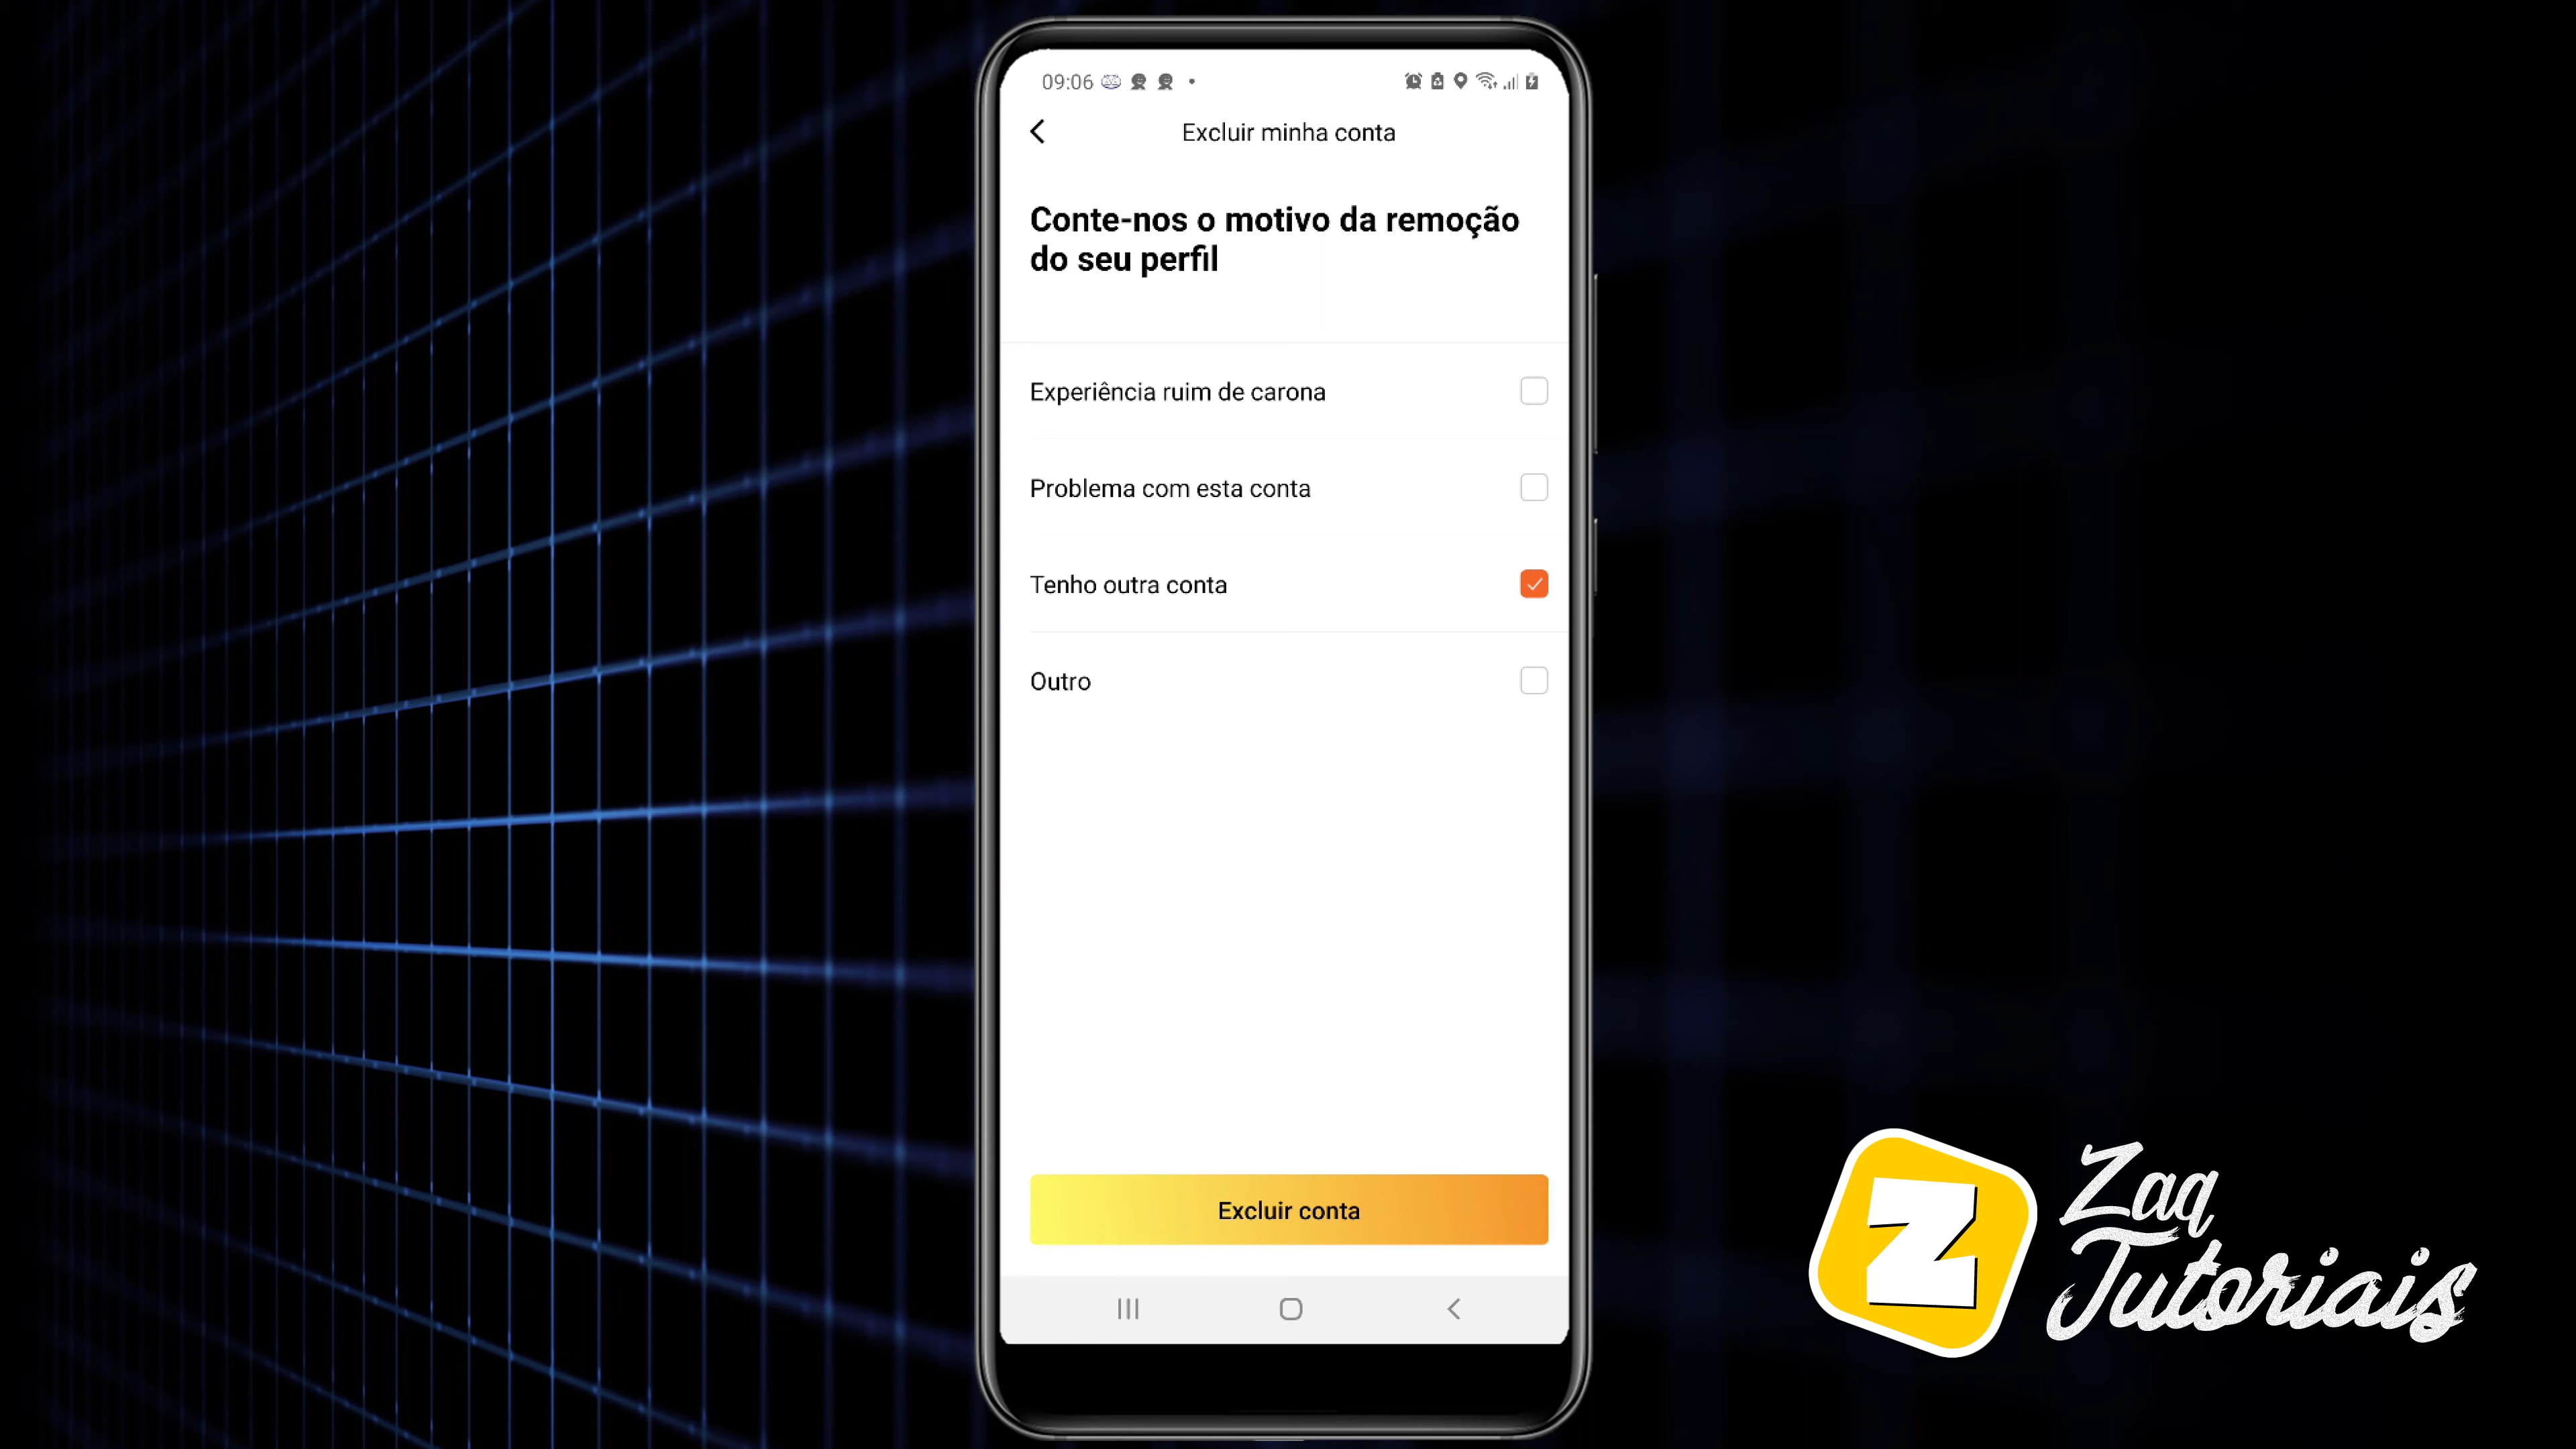 09:06
Excluir minha conta
Conte-nos o motivo da remoção
do seu perfil
Experiência ruim de carona
Problema com esta conta
Tenho outra conta
Outro
Excluir conta
Z
Zaq
Tutoriais